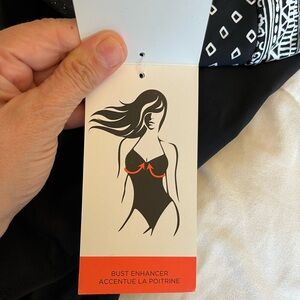 BUST ENHANCER
ACCENTUE LA POITRINE